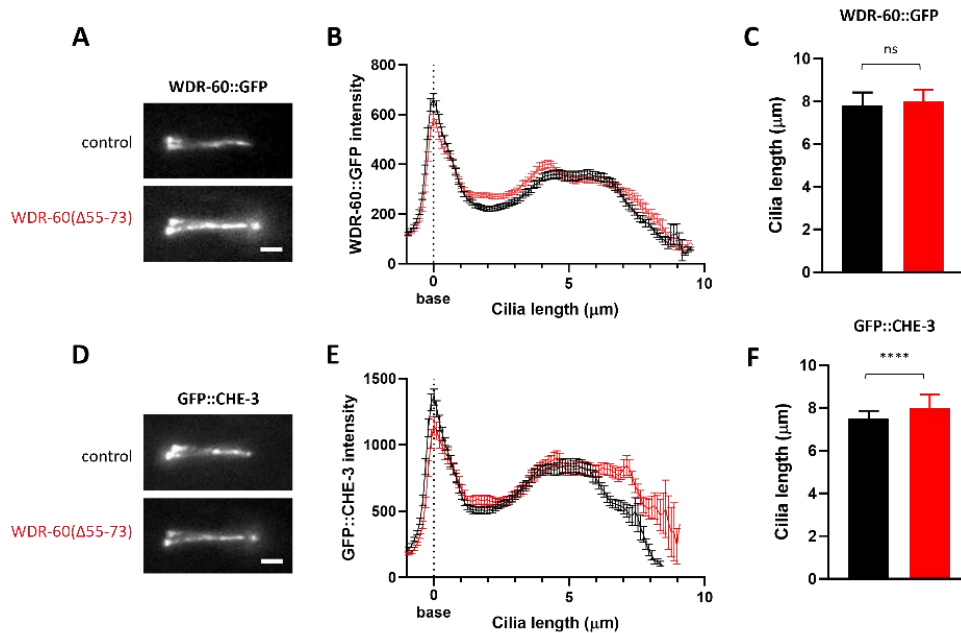 A
WDR-60::GFP
control
WDR-60(Δ55-73)
B
WDR-60::GFP intensity
800
600
400
200
0
0
5
10
base
Cilia length (μm)
C
WDR-60::GFP
ns
Cilia length (μm)
10
8
6
4
2
0
D
GFP::CHE-3
control
WDR-60(Δ55-73)
E
GFP::CHE-3 intensity
1500
1000
500
0
0
5
10
base
Cilia length (μm)
F
GFP::CHE-3
****
Cilia length (μm)
10
8
6
4
2
0